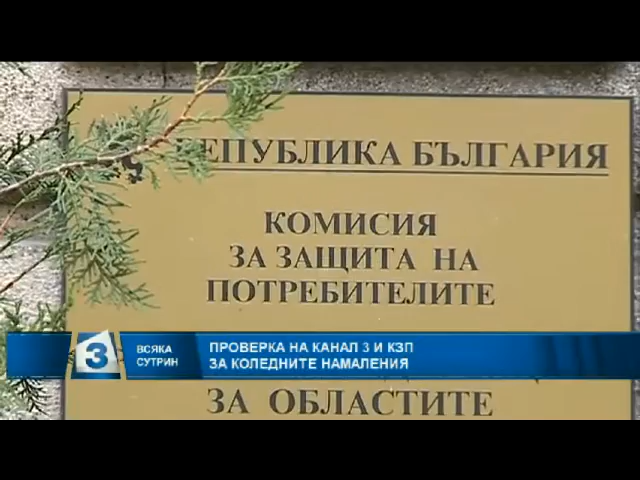 РЕПУБЛИКА БЪЛГАРИЯ
КОМИСИЯ
ЗА ЗАЩИТА НА
ПОТРЕБИТЕЛИТЕ
3
ВСЯКА
СУТРИН
ПРОВЕРКА НА КАНАЛ 3 И КЗП
ЗА КОЛЕДНИТЕ НАМАЛЕНИЯ
ЗА ОБЛАСТИТЕ